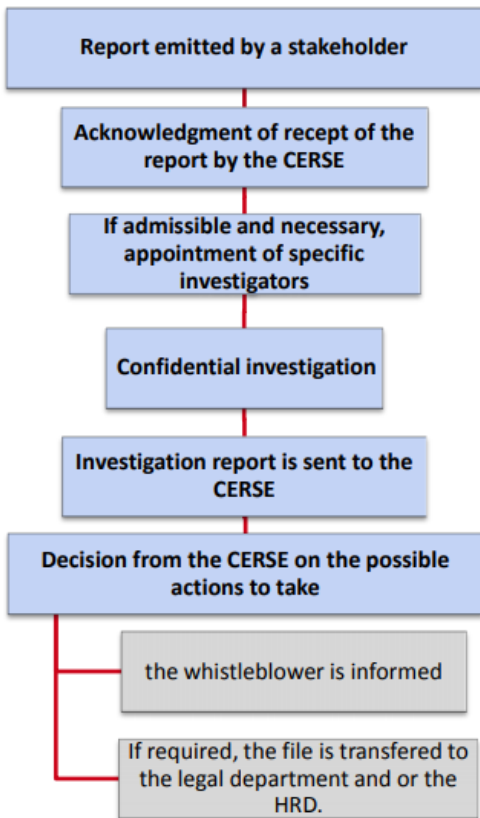 Report emitted by a stakeholder
Acknowledgment of recept of the
report by the CERSE
If admissible and necessary,
appointment of specific
investigators
Confidential investigation
Investigation report is sent to the
CERSE
Decision from the CERSE on the possible
actions to take
the whistleblower is informed
If required, the file is transfered to
the legal department and or the
HRD.